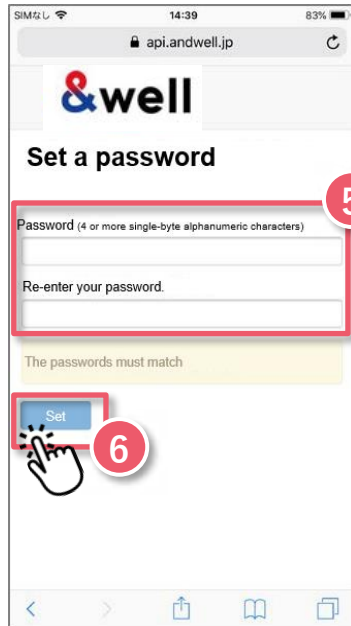 SIMなし 14:39 83%
api.andwell.jp
&well
Set a password
5
Password (4 or more single-byte alphanumeric characters)
Re-enter your password.
The passwords must match
Set
6